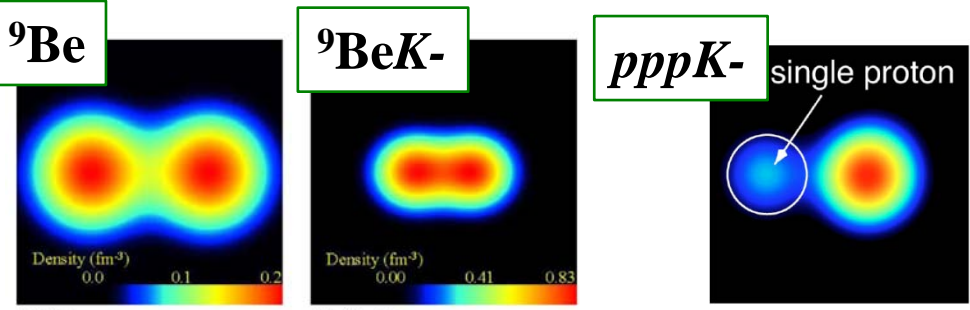 ⁹Be
⁹BeK-
pppK-
single proton
Density (fm⁻³)
0.0 0.1 0.2
Density (fm⁻³)
0.00 0.41 0.83